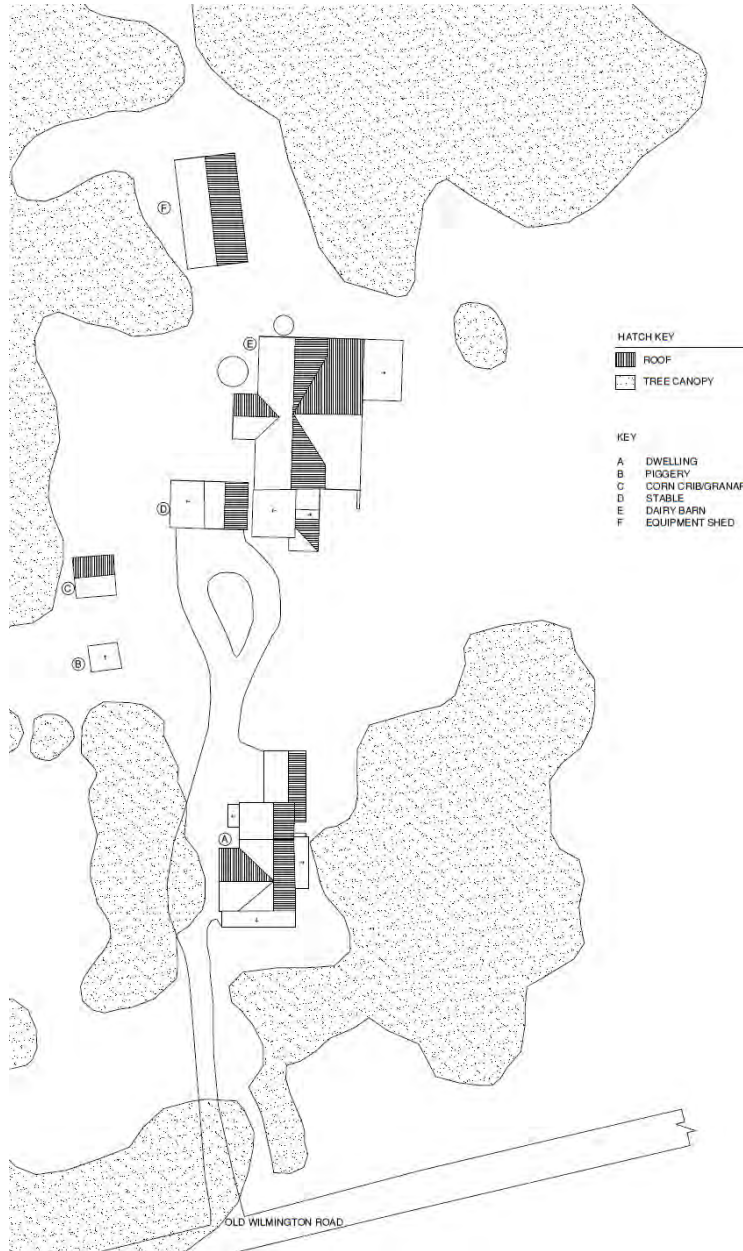 F
E
HATCH KEY
ROOF
TREE CANOPY
KEY
A DWELLING
B PIGGERY
C CORN CRIB/GRANAR
D STABLE
E DAIRY BARN
F EQUIPMENT SHED
D
C
B
A
OLD WILMINGTON ROAD